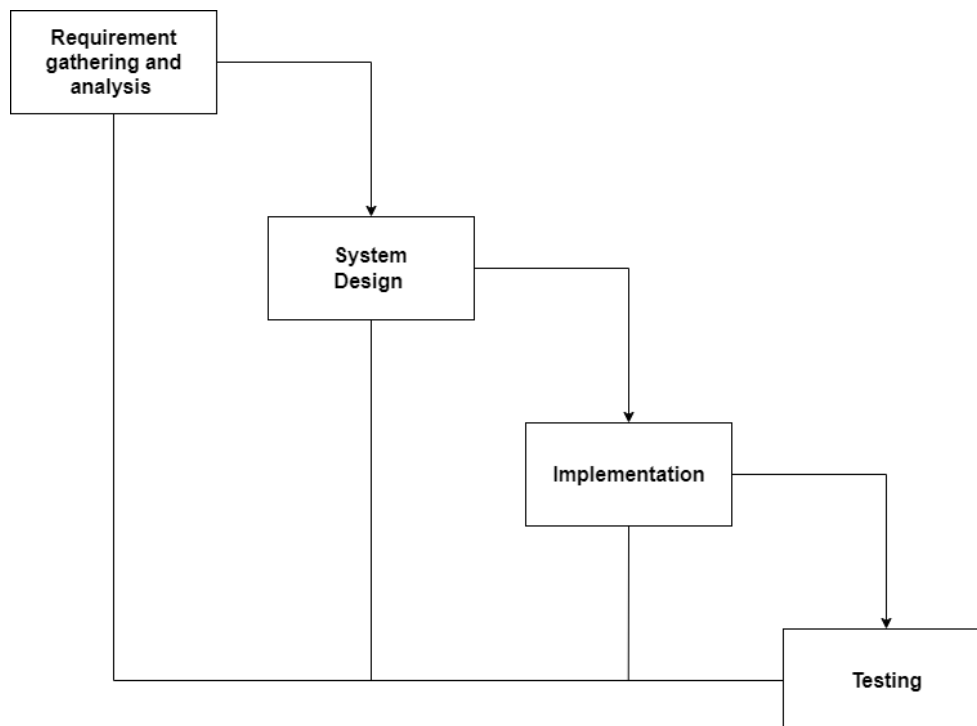 Requirement
gathering and
analysis
System
Design
Implementation
Testing